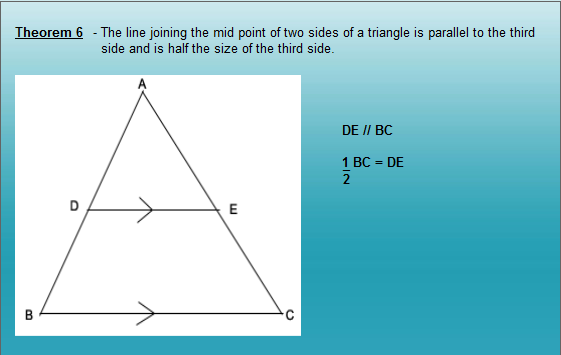 Theorem 6 - The line joining the mid point of two sides of a triangle is parallel to the third
side and is half the size of the third side.
A
DE // BC
1 BC = DE
2
D
E
B
C